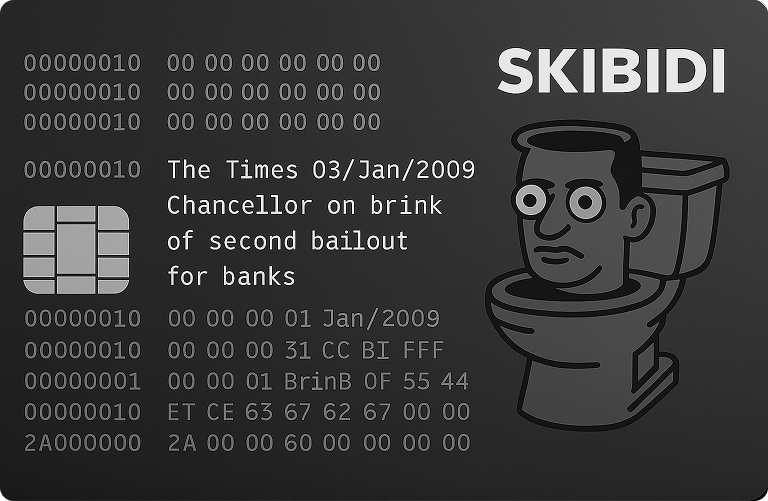 SKIBIDI
00000010 00 00 00 00 00 00
00000010 00 00 00 00 00 00
00000010 00 00 00 00 00 00
00000010 The Times 03/Jan/2009
Chancellor on brink
of second bailout
for banks
00000010 00 00 00 01 Jan/2009
00000010 00 00 00 31 CC BI FFF
00000001 00 00 01 BrinB 0F 55 44
00000010 ET CE 63 67 62 67 00 00
2A000000 2A 00 00 60 00 00 00 00